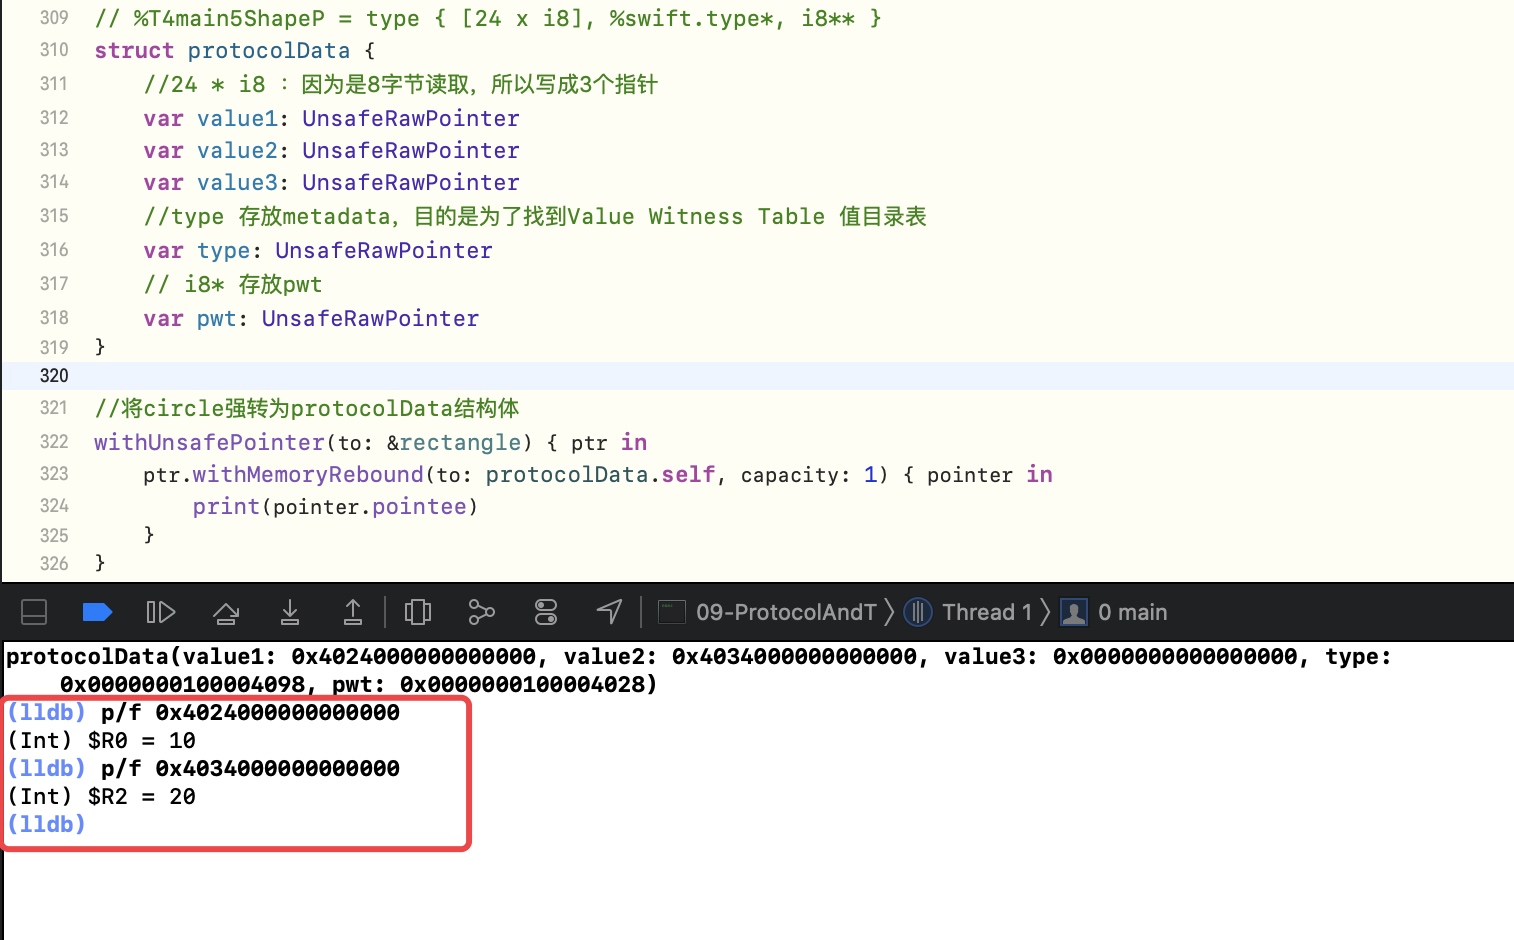 309 // %T4main5ShapeP = type { [24 x i8], %swift.type*, i8** }
310 struct protocolData {
311 //24 * i8 : 因为是8字节读取，所以写成3个指针
312 var value1: UnsafeRawPointer
313 var value2: UnsafeRawPointer
314 var value3: UnsafeRawPointer
315 //type 存放metadata，目的是为了找到Value Witness Table 值目录表
316 var type: UnsafeRawPointer
317 // i8* 存放pwt
318 var pwt: UnsafeRawPointer
319 }
320
321 //将circle强转为protocolData结构体
322 withUnsafePointer(to: &rectangle) { ptr in
323 ptr.withMemoryRebound(to: protocolData.self, capacity: 1) { pointer in
324 print(pointer.pointee)
325 }
326 }
09-ProtocolAndT Thread 1 0 main
protocolData(value1: 0x4024000000000000, value2: 0x4034000000000000, value3: 0x0000000000000000, type:
0x0000000100004098, pwt: 0x0000000100004028)
(lldb) p/f 0x4024000000000000
(Int) $R0 = 10
(lldb) p/f 0x4034000000000000
(Int) $R2 = 20
(lldb)